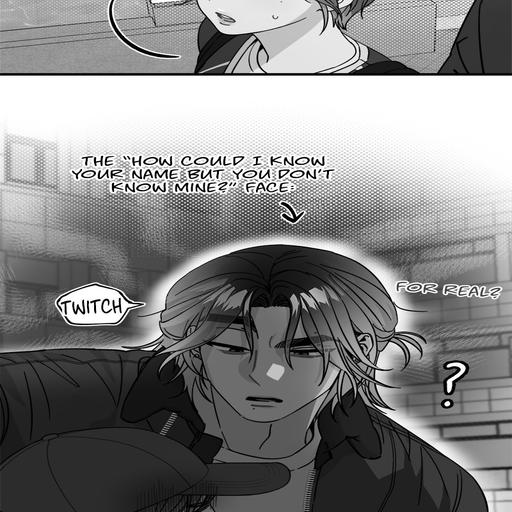 THE "HOW COULD I KNOW
YOUR NAME BUT YOU DON'T
KNOW MINE?" FACE:
FOR REAL?
TWITCH
?